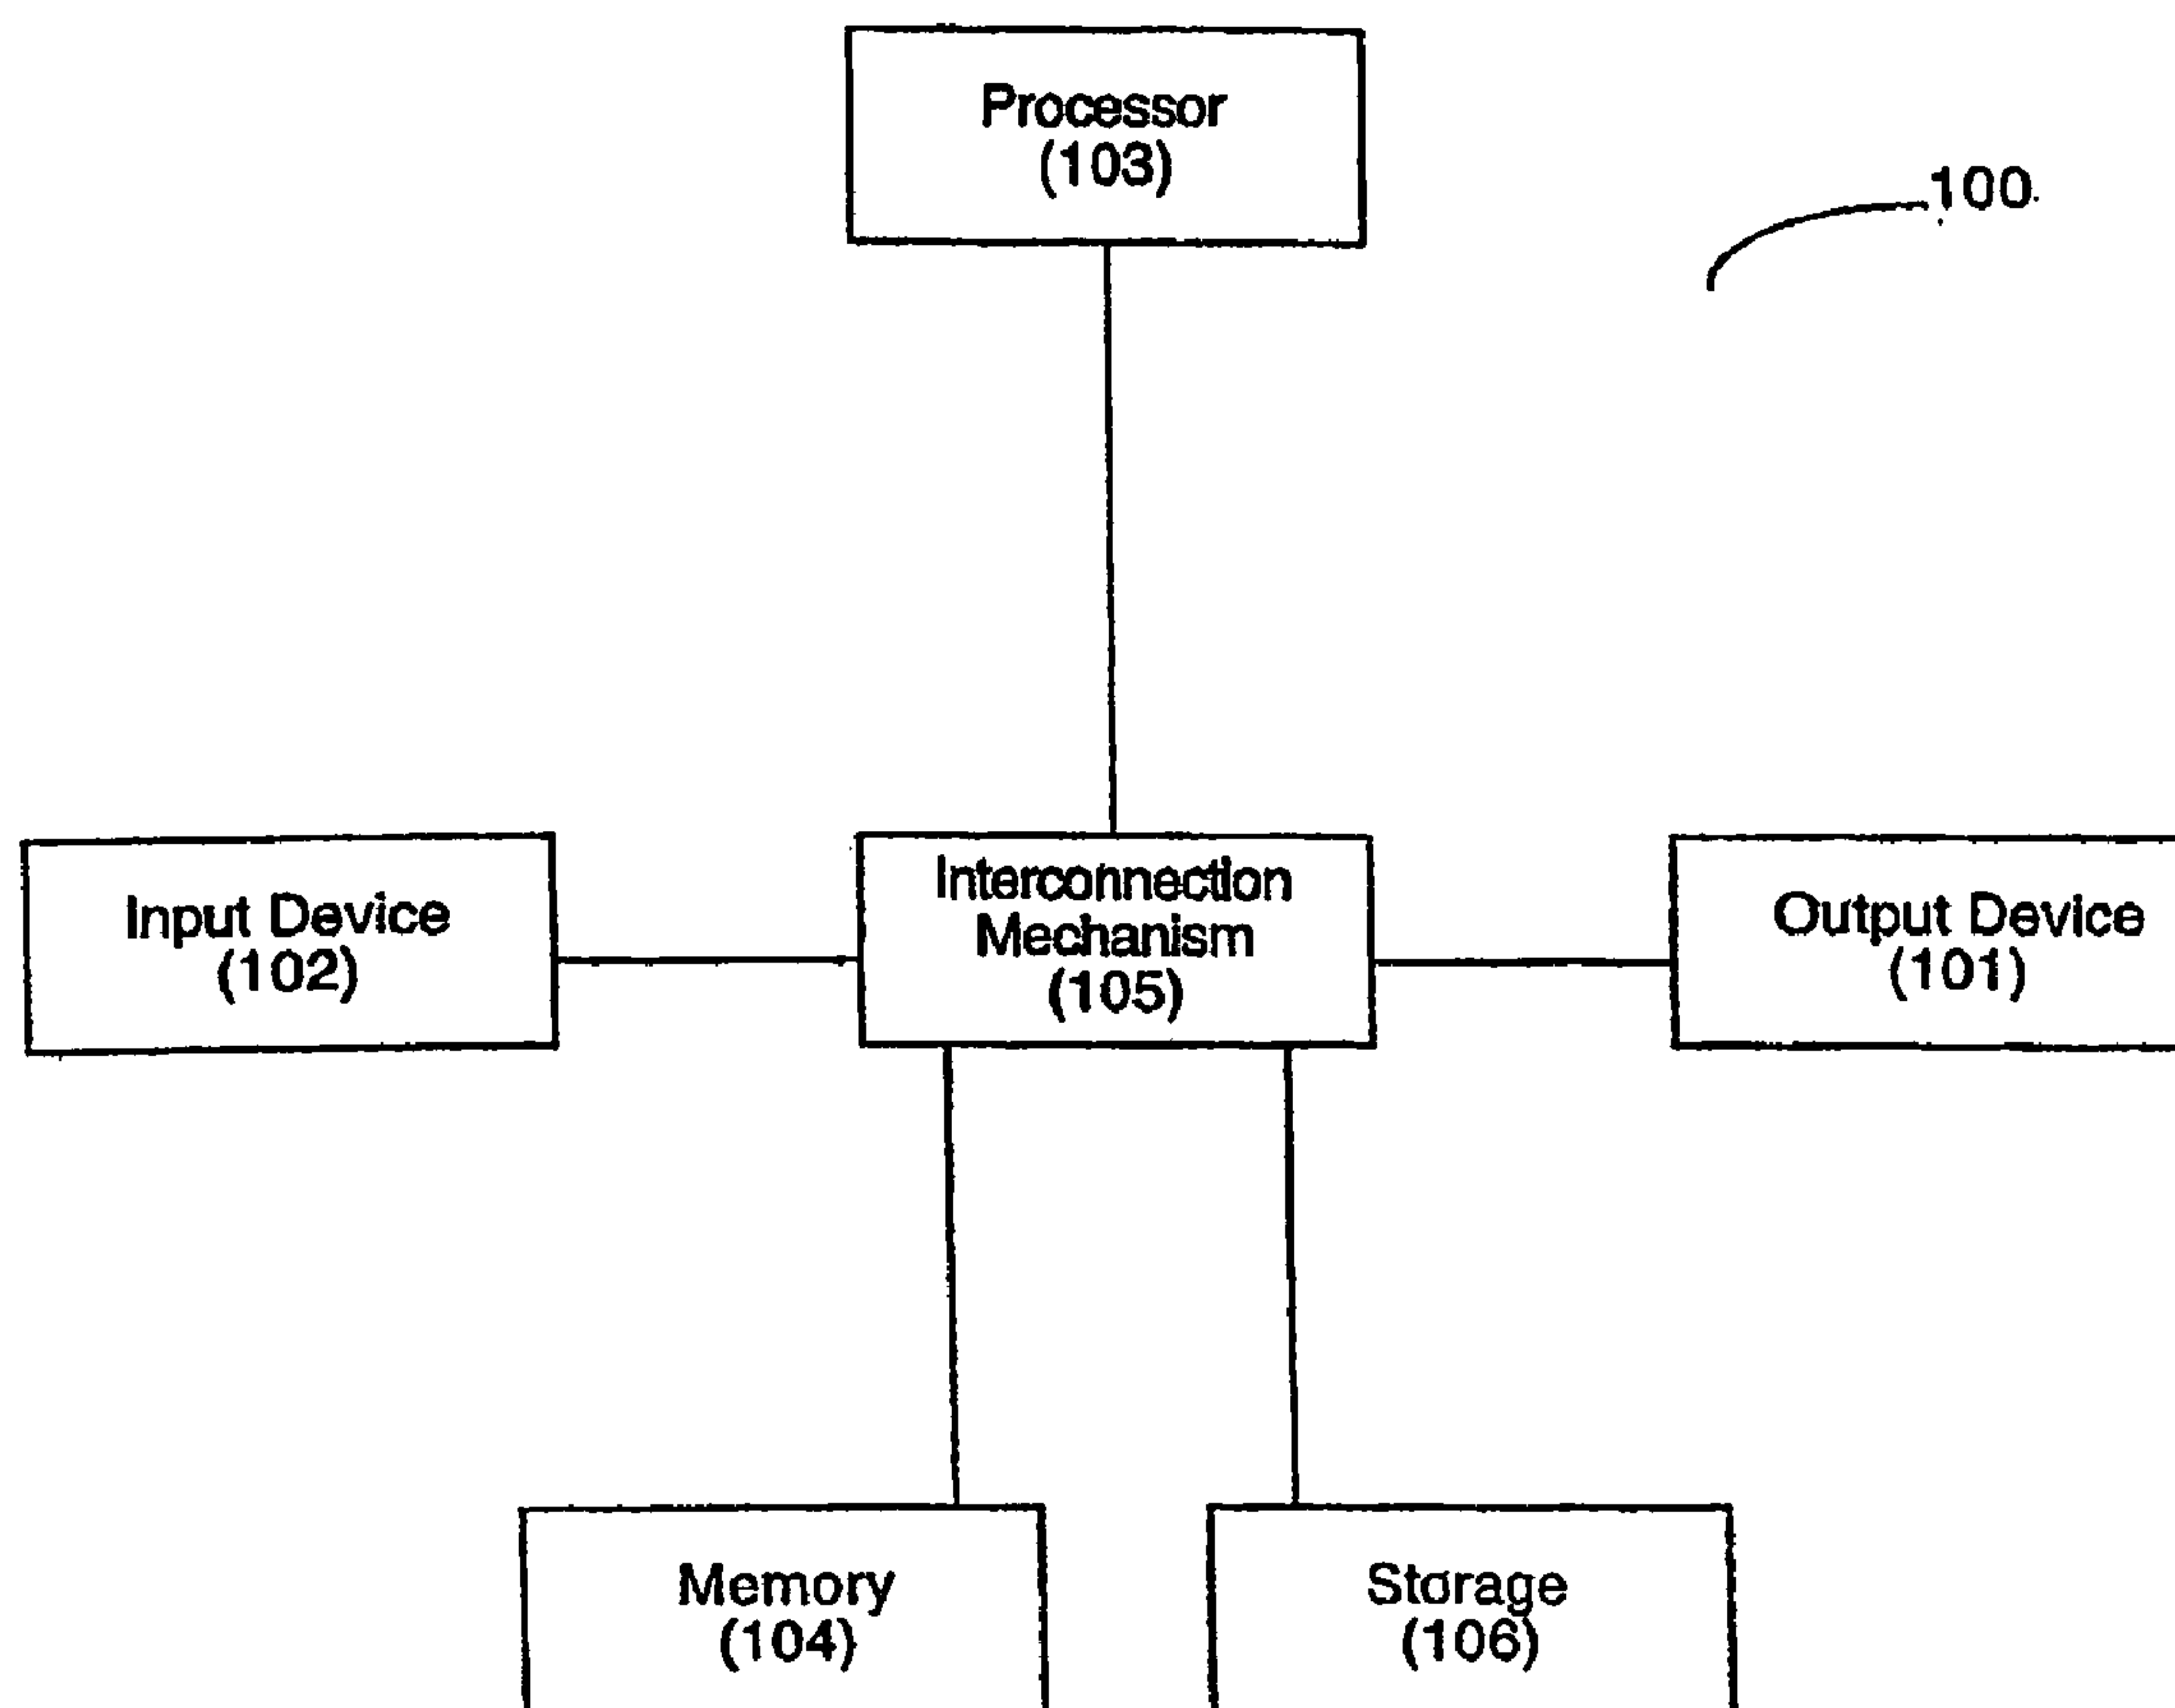 Processor
(103)
100
Input Device
(102)
Interconnection
Mechanism
(105)
Output Device
(101)
Memory
(104)
Storage
(106)